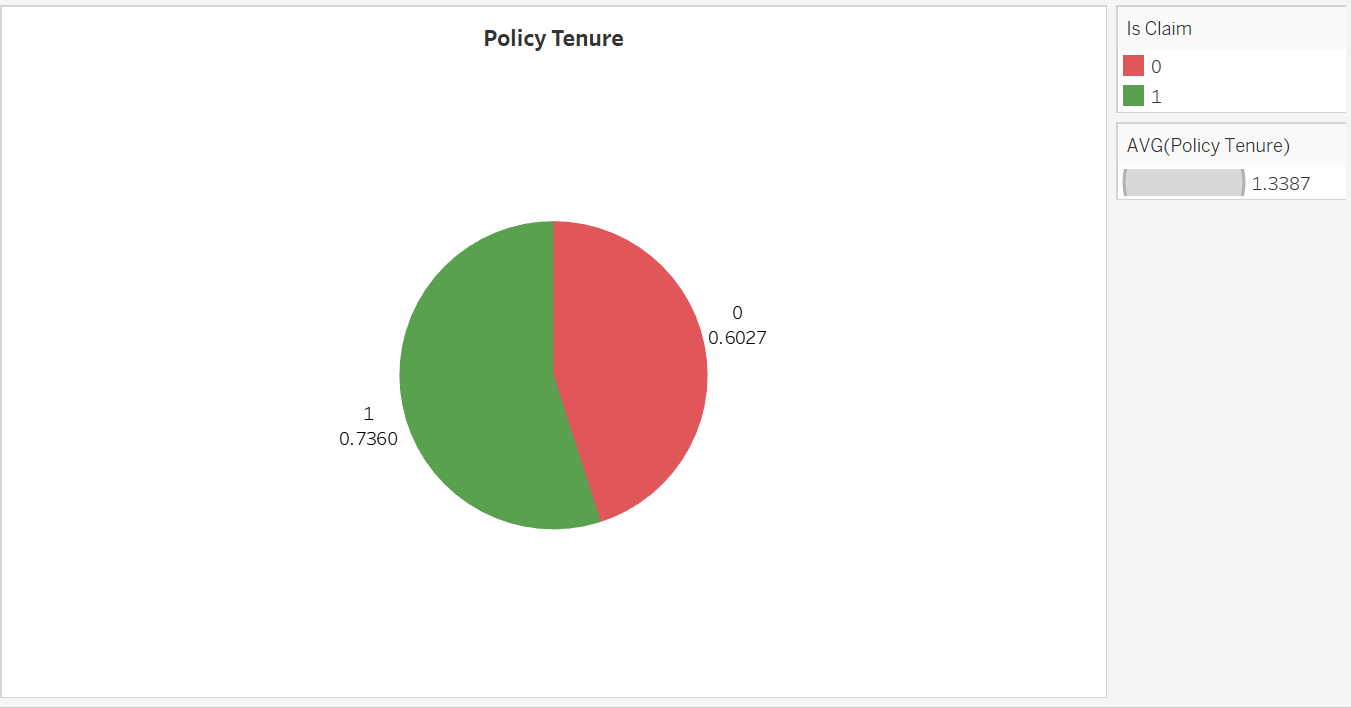 Policy Tenure
0
0.6027
1
0.7360
Is Claim
0
1
AVG(Policy Tenure)
1.3387